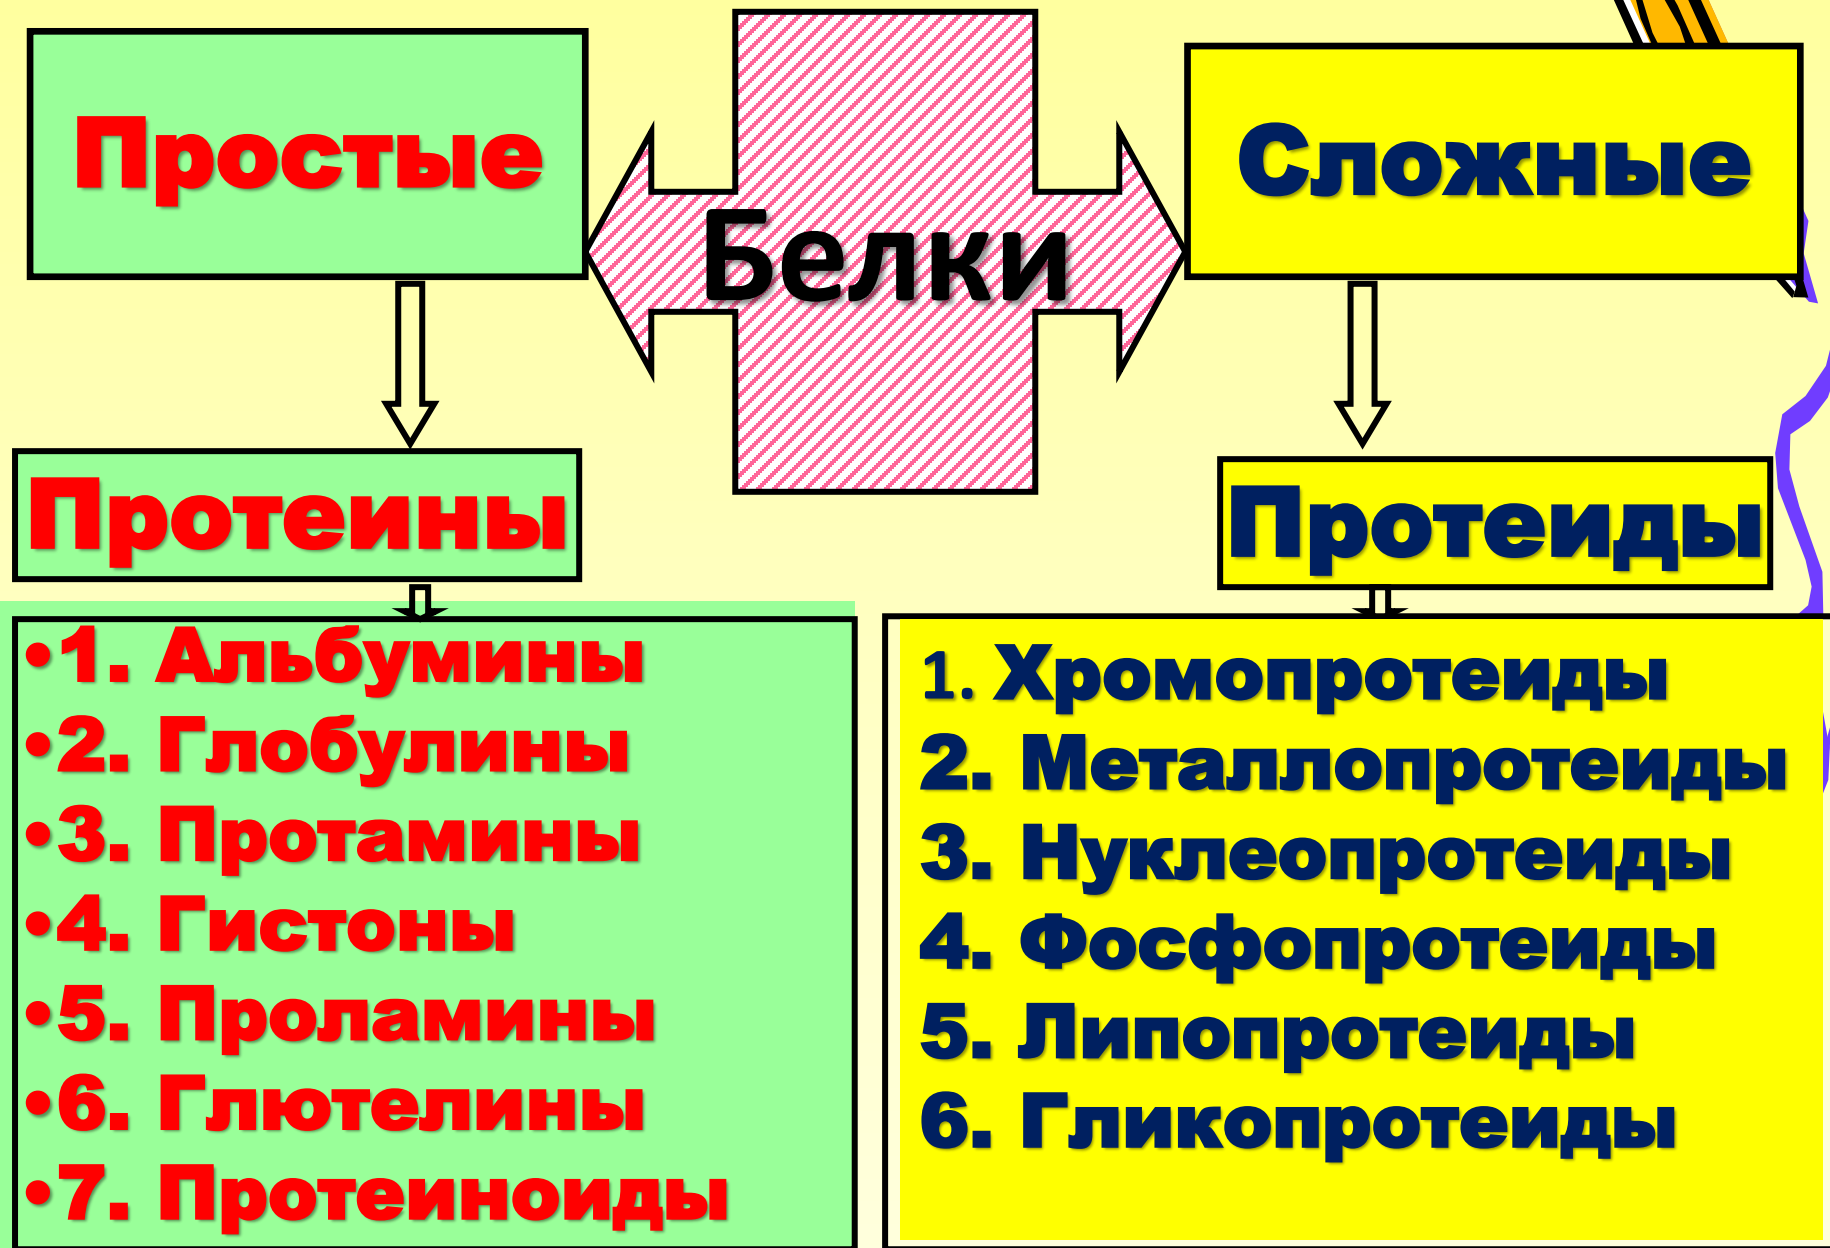 Простые
Белки
Сложные
Протеины
Протеиды
•1. Альбумины
•2. Глобулины
•3. Протамины
•4. Гистоны
•5. Проламины
•6. Глютелины
•7. Протеиноиды
1. Хромопротеиды
2. Металлопротеиды
3. Нуклеопротеиды
4. Фосфопротеиды
5. Липопротеиды
6. Гликопротеиды